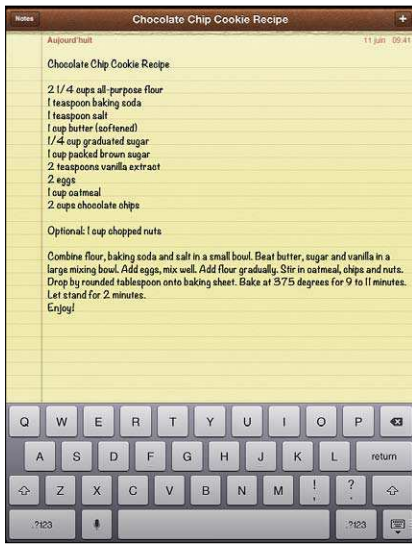 Notes
Chocolate Chip Cookie Recipe
+
Aujourd'huit
11 juin 09:41
Chocolate Chip Cookie Recipe
2 1/4 cups all-purpose flour
1 teaspoon baking soda
1 teaspoon salt
1 cup butter (softened)
1/4 cup graduated sugar
1 cup packed brown sugar
2 teaspoons vanilla extract
2 eggs
1 cup oatmeal
2 cups chocolate chips
Optional: 1 cup chopped nuts
Combine flour, baking soda and salt in a small bowl. Beat butter, sugar and vanilla in a
large mixing bowl. Add eggs, mix well. Add flour gradually. Stir in oatmeal, chips and nuts.
Drop by rounded tablespoon onto baking sheet. Bake at 375 degrees for 9 to 11 minutes.
Let stand for 2 minutes.
Enjoy!
Q W E R T Y U I O P
A S D F G H J K L return
Z X C V B N M ! , ? .
.?123 .?123